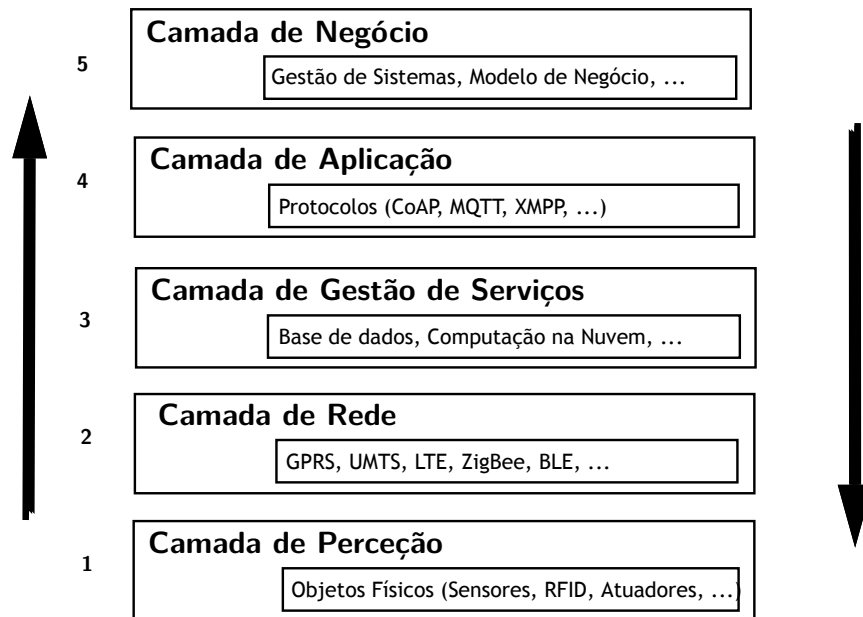 Camada de Negócio
5
Gestão de Sistemas, Modelo de Negócio, ...
Camada de Aplicação
4
Protocolos (CoAP, MQTT, XMPP, ...)
Camada de Gestão de Serviços
3
Base de dados, Computação na Nuvem, ...
Camada de Rede
2
GPRS, UMTS, LTE, ZigBee, BLE, ...
Camada de Perceção
1
Objetos Físicos (Sensores, RFID, Atuadores, ...)